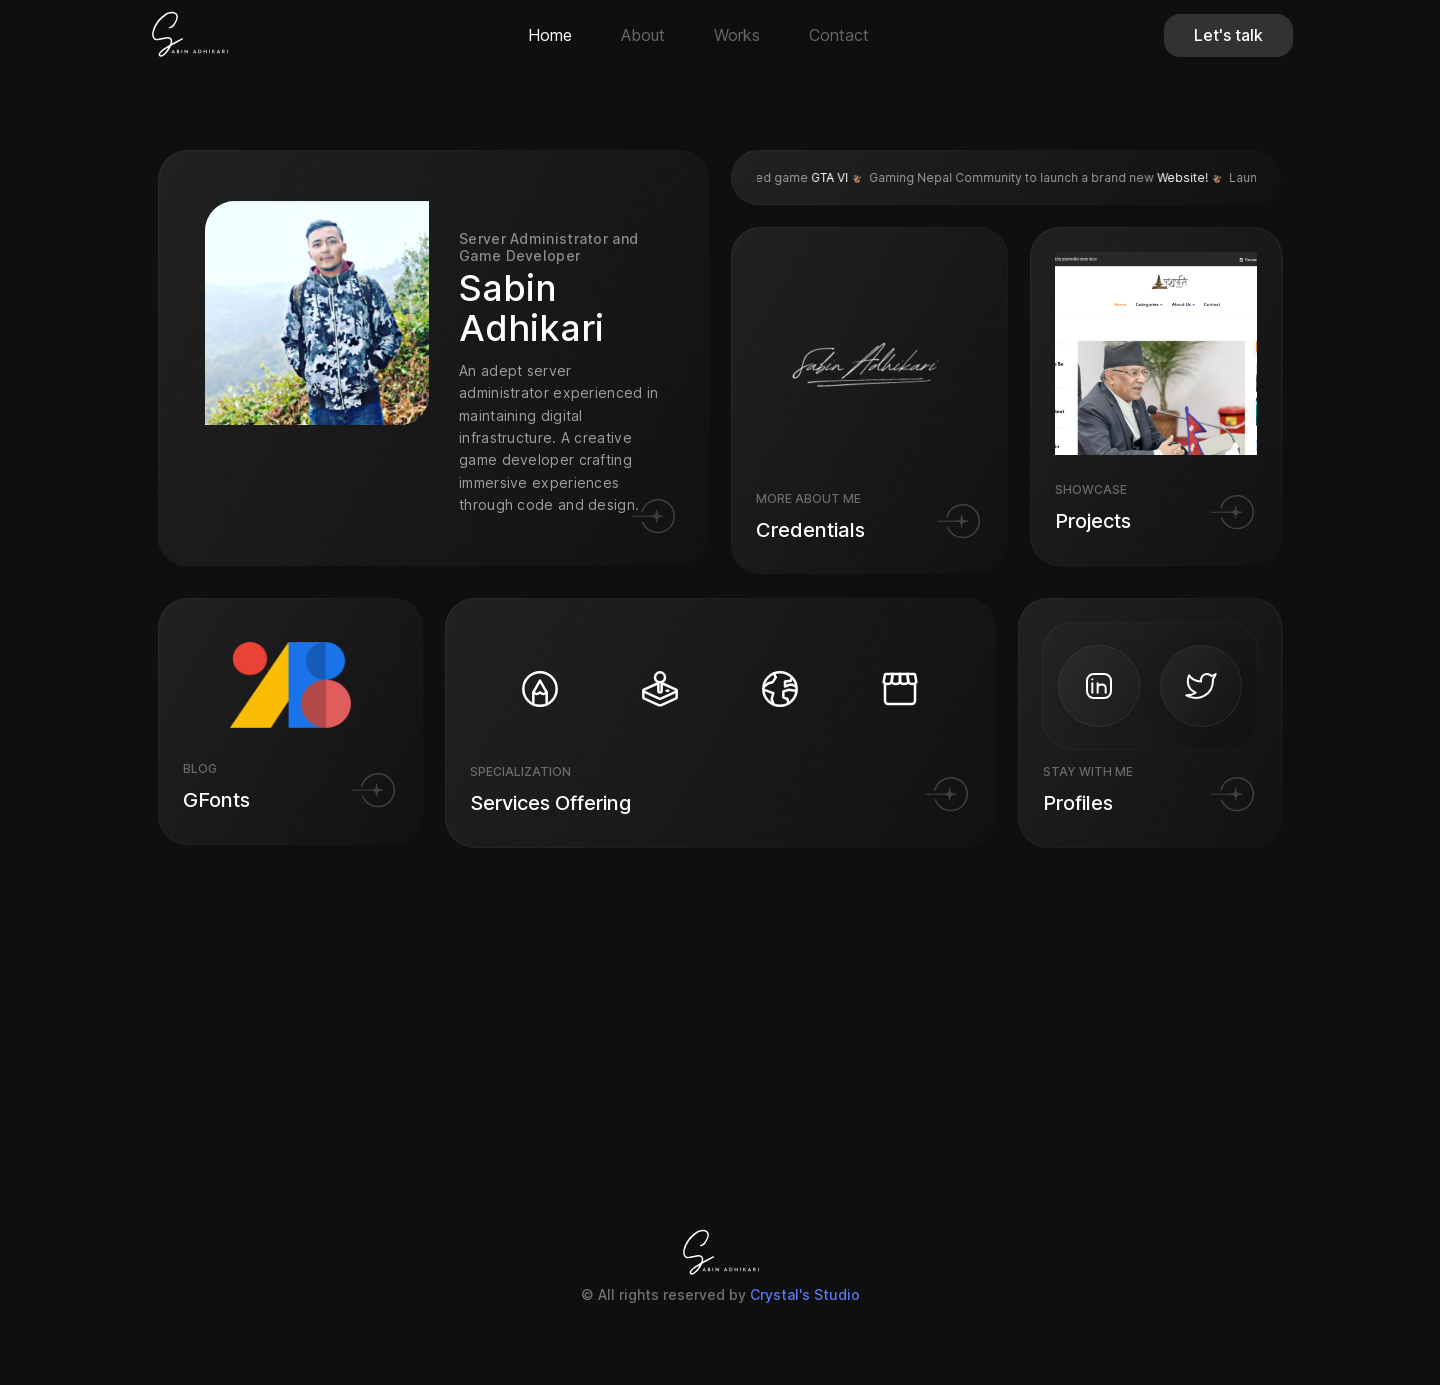 SABIN ADHIKARI
Home
About
Works
Contact
Let's talk
Server Administrator and
Game Developer
Sabin
Adhikari
An adept server
administrator experienced in
maintaining digital
infrastructure. A creative
game developer crafting
immersive experiences
through code and design.
ed game GTA VI Gaming Nepal Community to launch a brand new Website! Laun
Sabin Adhikari
MORE ABOUT ME
Credentials
Home
Categories
About Us
Contact
SHOWCASE
Projects
BLOG
GFonts
SPECIALIZATION
Services Offering
in
STAY WITH ME
Profiles
SABIN ADHIKARI
© All rights reserved by Crystal's Studio